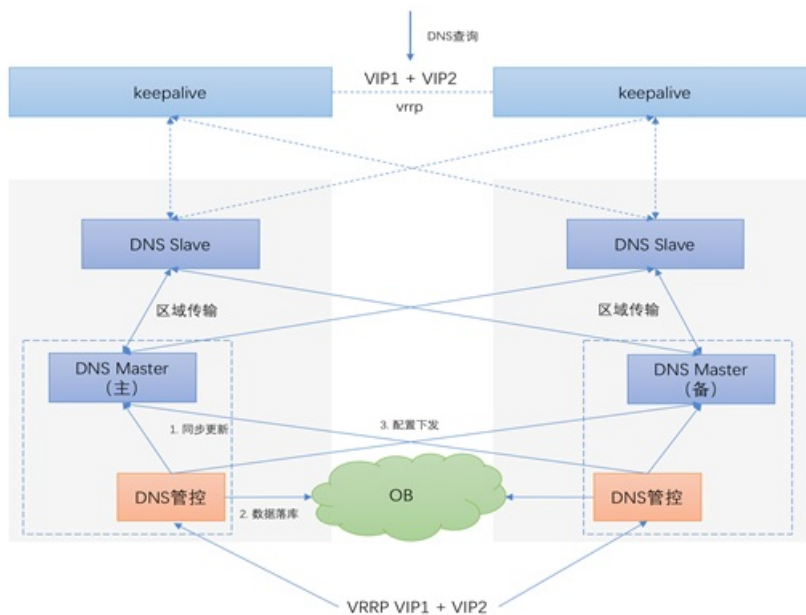 DNS查询
VIP1 + VIP2
keepalive
keepalive
vrrp
DNS Slave
DNS Slave
区域传输
区域传输
DNS Master
（主）
DNS Master
（备）
1. 同步更新
3. 配置下发
DNS管控
OB
DNS管控
2. 数据落库
VRRP VIP1 + VIP2